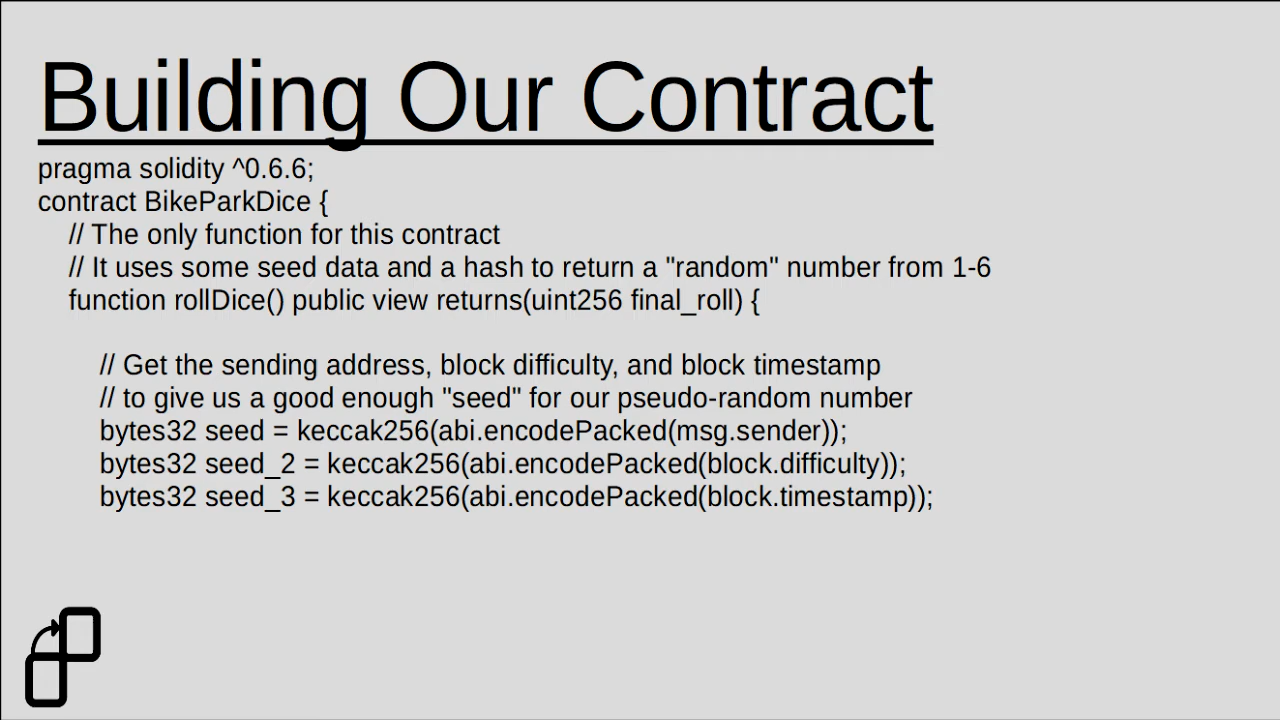 Building Our Contract
pragma solidity ^0.6.6;
contract BikeParkDice {
// The only function for this contract
// It uses some seed data and a hash to return a "random" number from 1-6
function rollDice() public view returns(uint256 final_roll) {
// Get the sending address, block difficulty, and block timestamp
// to give us a good enough "seed" for our pseudo-random number
bytes32 seed = keccak256(abi.encodePacked(msg.sender));
bytes32 seed_2 = keccak256(abi.encodePacked(block.difficulty));
bytes32 seed_3 = keccak256(abi.encodePacked(block.timestamp));